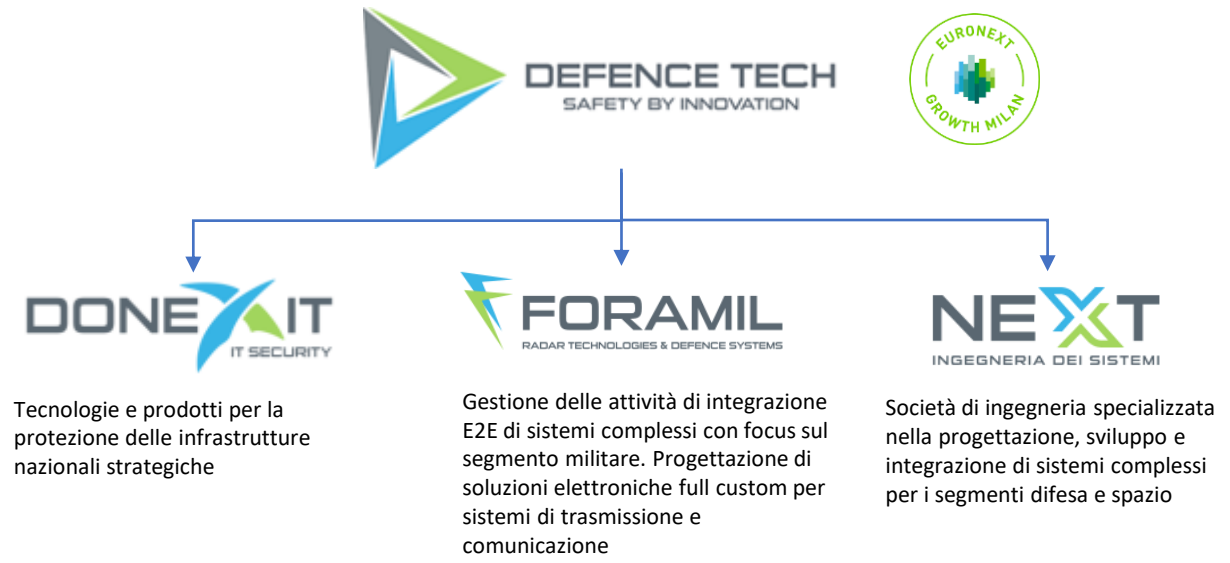 DEFENCE TECH
SAFETY BY INNOVATION
EURONEXT
GROWTH MILAN
DONEXIT
IT SECURITY
FORAMIL
RADAR TECHNOLOGIES & DEFENCE SYSTEMS
NEXT
INGEGNERIA DEI SISTEMI
Tecnologie e prodotti per la
protezione delle infrastrutture
nazionali strategiche
Gestione delle attività di integrazione
E2E di sistemi complessi con focus sul
segmento militare. Progettazione di
soluzioni elettroniche full custom per
sistemi di trasmissione e
comunicazione
Società di ingegneria specializzata
nella progettazione, sviluppo e
integrazione di sistemi complessi
per i segmenti difesa e spazio